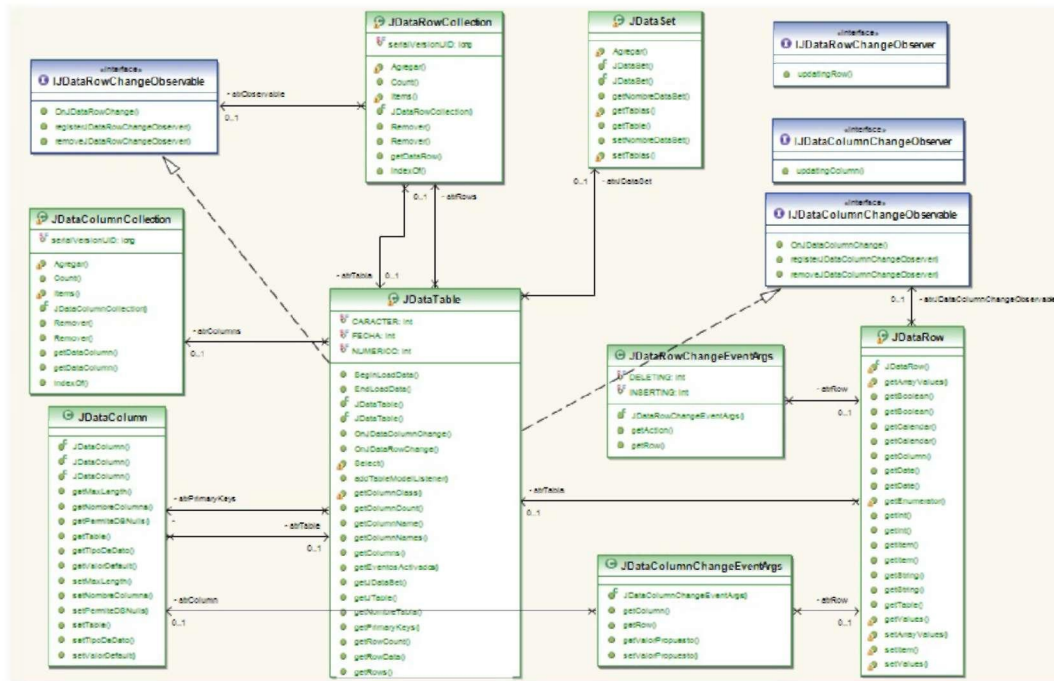 «interface»
IJDataRowChangeObservable
OnJDataRowChange()
registerJDataRowChangeObserver()
removeJDataRowChangeObserver()
- atrObservable
0..1
JDataRowCollection
serialVersionUID: long
Agregar()
Count()
Items()
JDataRowCollection()
Remover()
Remover()
getDataRow()
IndexOf()
JDataSet
Agregar()
JDataSet()
JDataSet()
getNombreDataSet()
getTablas()
getTable()
setNombreDataSet()
setTablas()
«interface»
IJDataRowChangeObserver
updatingRow()
«interface»
IJDataColumnChangeObserver
updatingColumn()
«interface»
IJDataColumnChangeObservable
OnJDataColumnChange()
registerJDataColumnChangeObserver()
removeJDataColumnChangeObserver()
0..1
- atrRows
0..1
- atrJDataSet
- atrTabla
0..1
0..1
- atrJDataColumnChangeObservable
JDataColumnCollection
serialVersionUID: long
Agregar()
Count()
Items()
JDataColumnCollection()
Remover()
Remover()
getDataColumn()
getDataColumn()
IndexOf()
- atrColumns
0..1
JDataTable
CARACTER: int
FECHA: int
NUMERICO: int
BeginLoadData()
EndLoadData()
JDataTable()
JDataTable()
OnJDataColumnChange()
OnJDataRowChange()
Select()
addTableModelListener()
getColumnClass()
getColumnCount()
getColumnName()
getColumnNames()
getColumns()
getEventosActivados()
getJDataSet()
getJTable()
getNombreTabla()
getPrimaryKeys()
getRowCount()
getRowData()
getRows()
JDataRowChangeEventArgs
DELETING: int
INSERTING: int
JDataRowChangeEventArgs()
getAction()
getRow()
- atrRow
0..1
JDataRow
JDataRow()
getArrayValues()
getBoolean()
getBoolean()
getCalendar()
getCalendar()
getColumn()
getDate()
getDate()
getEnumerator()
getInt()
getInt()
getItem()
getItem()
getString()
getString()
getTable()
getValues()
setArrayValues()
setItem()
setValues()
JDataColumn
JDataColumn()
JDataColumn()
JDataColumn()
getMaxLength()
getNombreColumna()
getPermiteDBNulls()
getTable()
getTipoDeDato()
getValorDefault()
setMaxLength()
setNombreColumna()
setPermiteDBNulls()
setTable()
setTipoDeDato()
setValorDefault()
- atrPrimaryKeys
-
- atrTable
0..1
- atrTabla
0..1
- atrColumn
0..1
JDataColumnChangeEventArgs
JDataColumnChangeEventArgs()
getColumn()
getRow()
getValorPropuesto()
setValorPropuesto()
- atrRow
0..1